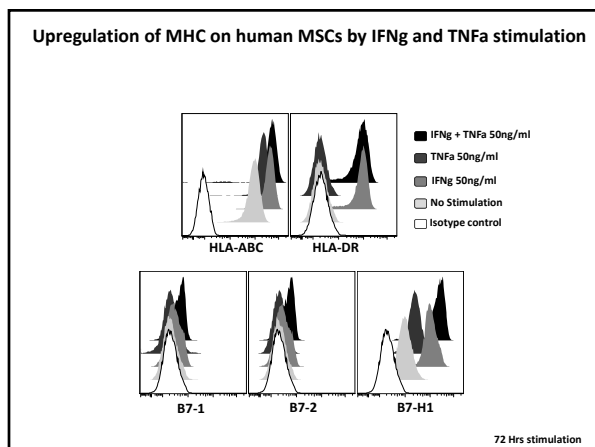 Upregulation of MHC on human MSCs by IFNg and TNFa stimulation
IFNg + TNFa 50ng/ml
TNFa 50ng/ml
IFNg 50ng/ml
No Stimulation
Isotype control
HLA-ABC
HLA-DR
B7-1
B7-2
B7-H1
72 Hrs stimulation